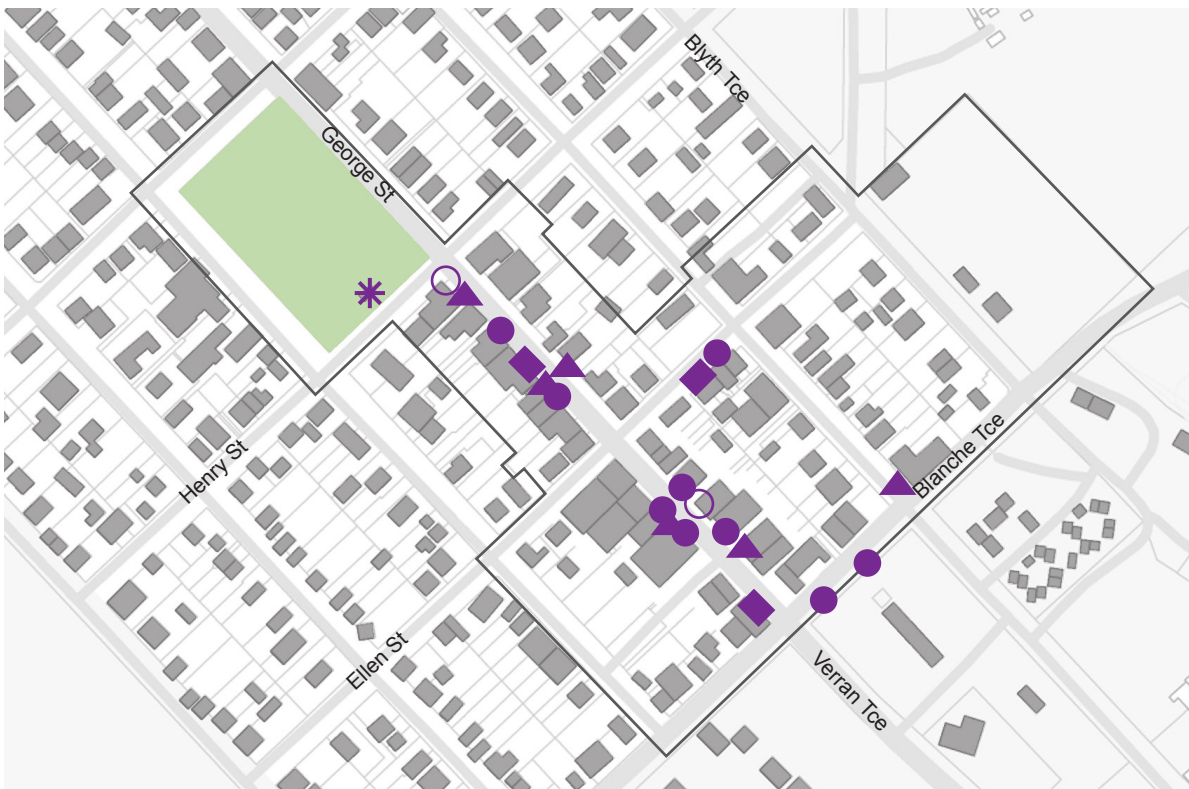 Blyth Tce
George St
Blanche Tce
Henry St
Ellen St
Verran Tce